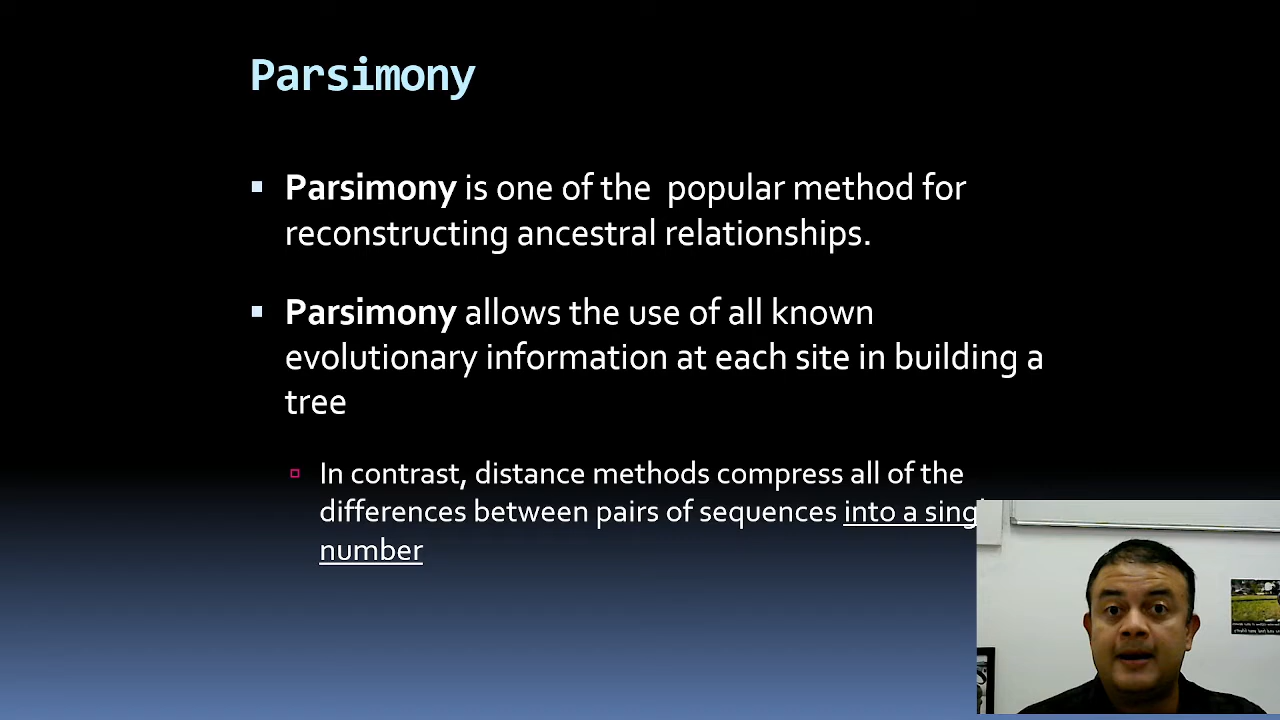 Parsimony
Parsimony is one of the popular method for
reconstructing ancestral relationships.
Parsimony allows the use of all known
evolutionary information at each site in building a
tree
In contrast, distance methods compress all of the
differences between pairs of sequences into a
number